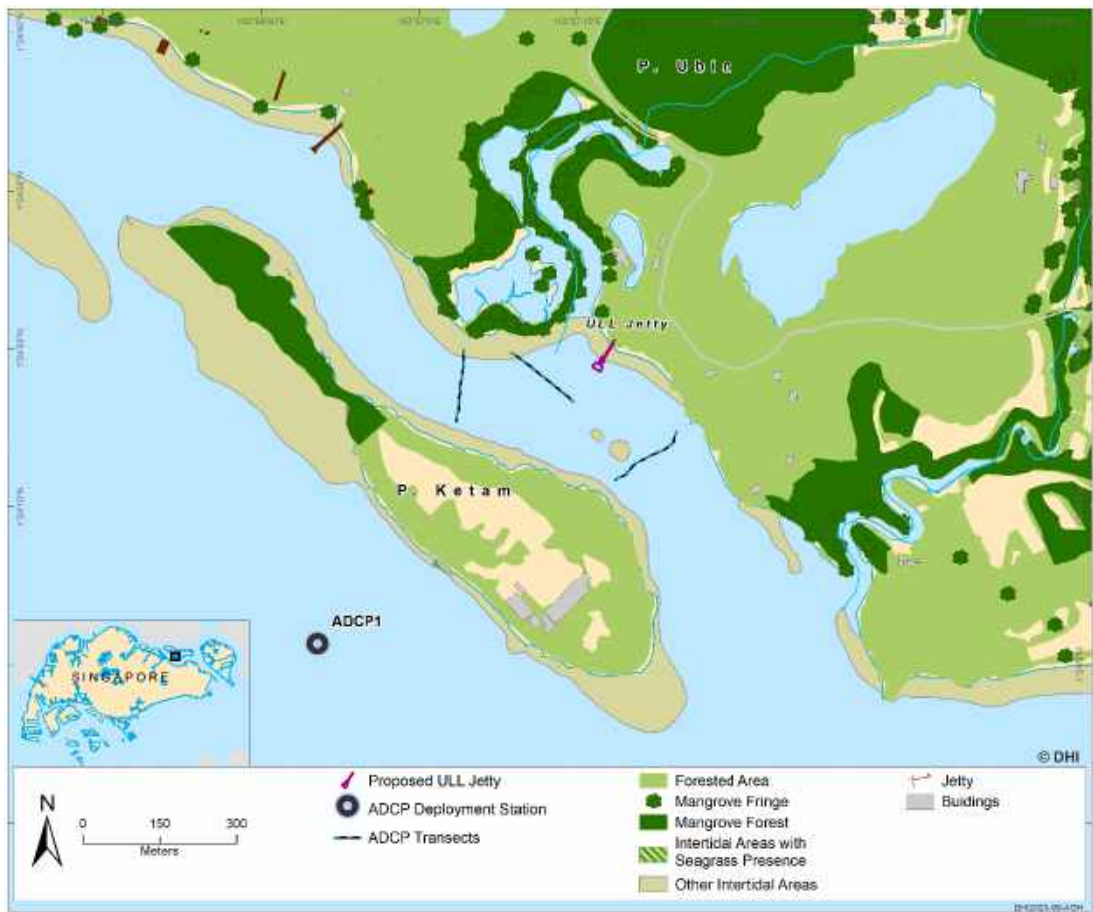 P. Ubin
ULL Jetty
P. Ketam
ADCP1
SINGAPORE
© DHI
N
0 150 300
Meters
Proposed ULL Jetty
ADCP Deployment Station
ADCP Transects
Forested Area
Mangrove Fringe
Mangrove Forest
Intertidal Areas with
Seagrass Presence
Other Intertidal Areas
Jetty
Buidings